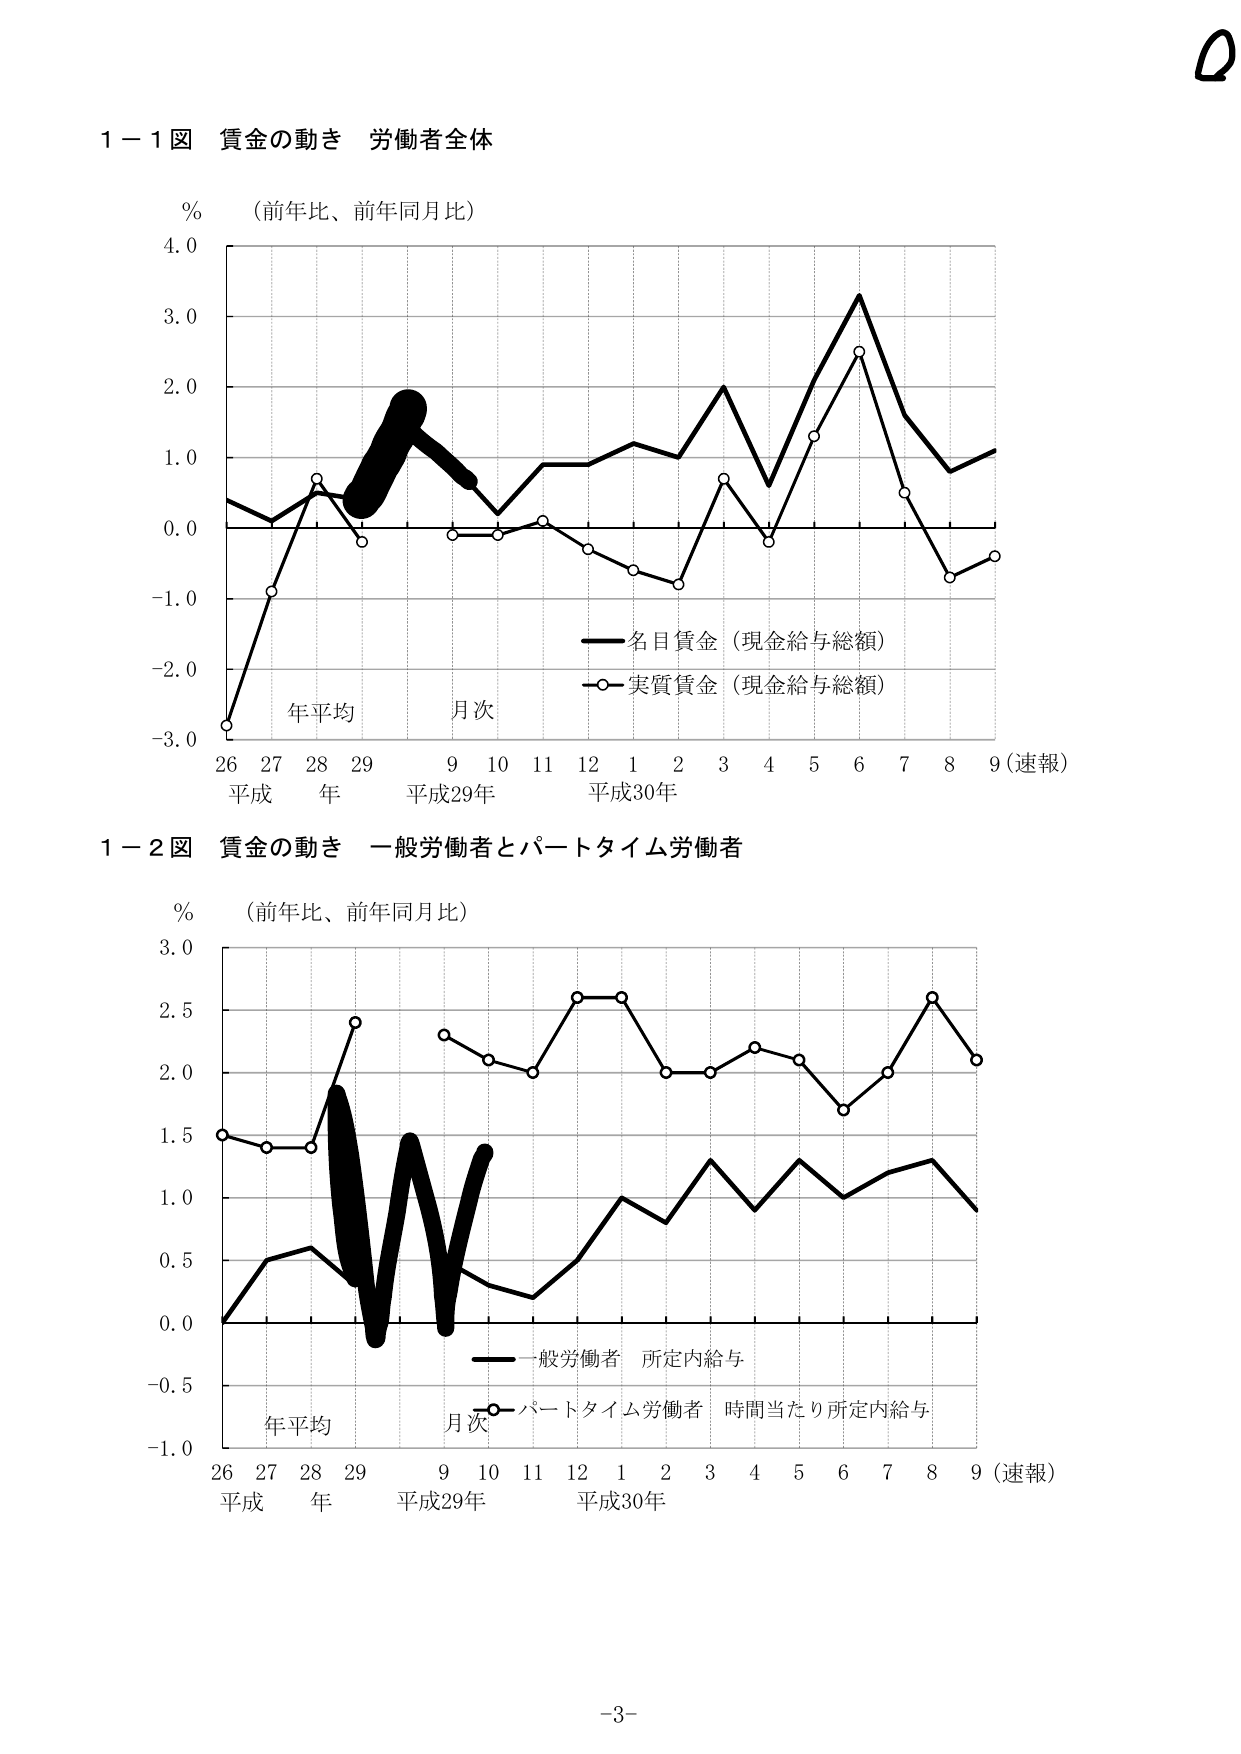 １－１図　賃金の動き　労働者全体
%　（前年比、前年同月比）
4.0
3.0
2.0
1.0
0.0
-1.0
-2.0
-3.0
名目賃金（現金給与総額）
実質賃金（現金給与総額）
年平均　月次
26 27 28 29 9 10 11 12 1 2 3 4 5 6 7 8 9（速報）
平成　年　平成29年　平成30年
１－２図　賃金の動き　一般労働者とパートタイム労働者
%　（前年比、前年同月比）
3.0
2.5
2.0
1.5
1.0
0.5
0.0
-0.5
-1.0
一般労働者　所定内給与
パートタイム労働者　時間当たり所定内給与
年平均　月次
26 27 28 29 9 10 11 12 1 2 3 4 5 6 7 8 9（速報）
平成　年　平成29年　平成30年
-3-